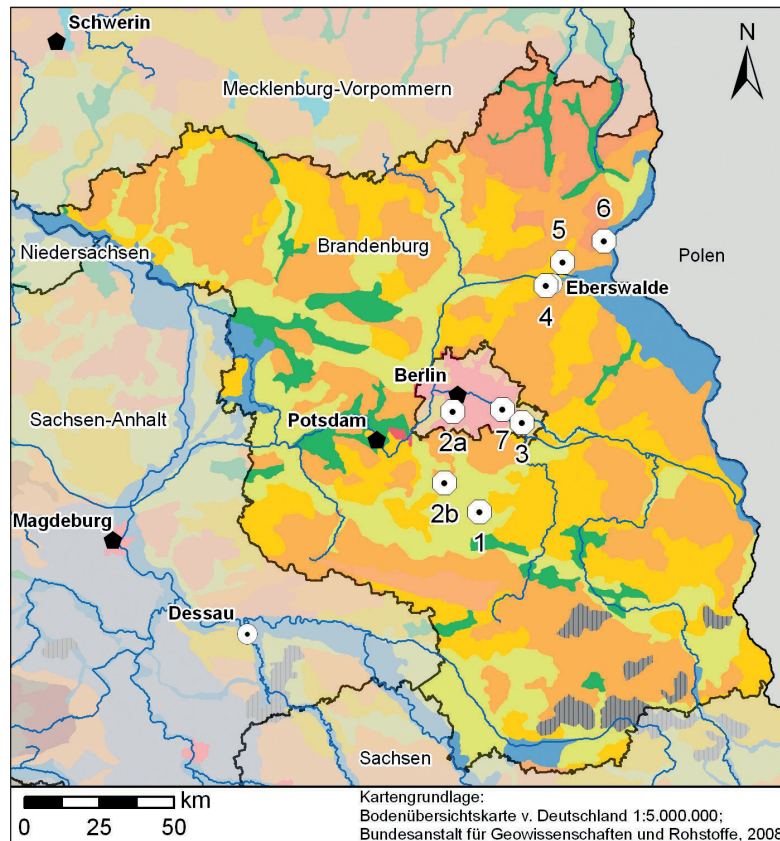 Schwerin
N
Mecklenburg-Vorpommern
6
5
Niedersachsen
Brandenburg
Polen
Eberswalde
4
Berlin
Sachsen-Anhalt
Potsdam
2a
7
3
2b
1
Magdeburg
Dessau
Sachsen
km
0 25 50
Kartengrundlage:
Bodenübersichtskarte v. Deutschland 1:5.000.000;
Bundesanstalt für Geowissenschaften und Rohstoffe, 2008